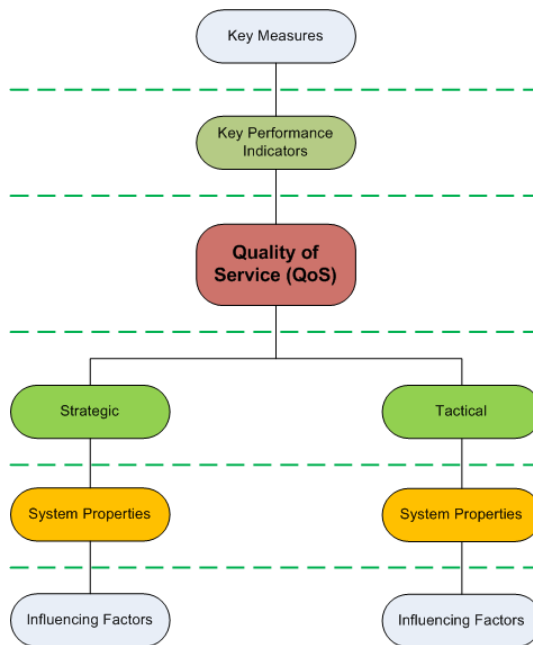 Key Measures
Key Performance
Indicators
Quality of
Service (QoS)
Strategic
Tactical
System Properties
System Properties
Influencing Factors
Influencing Factors